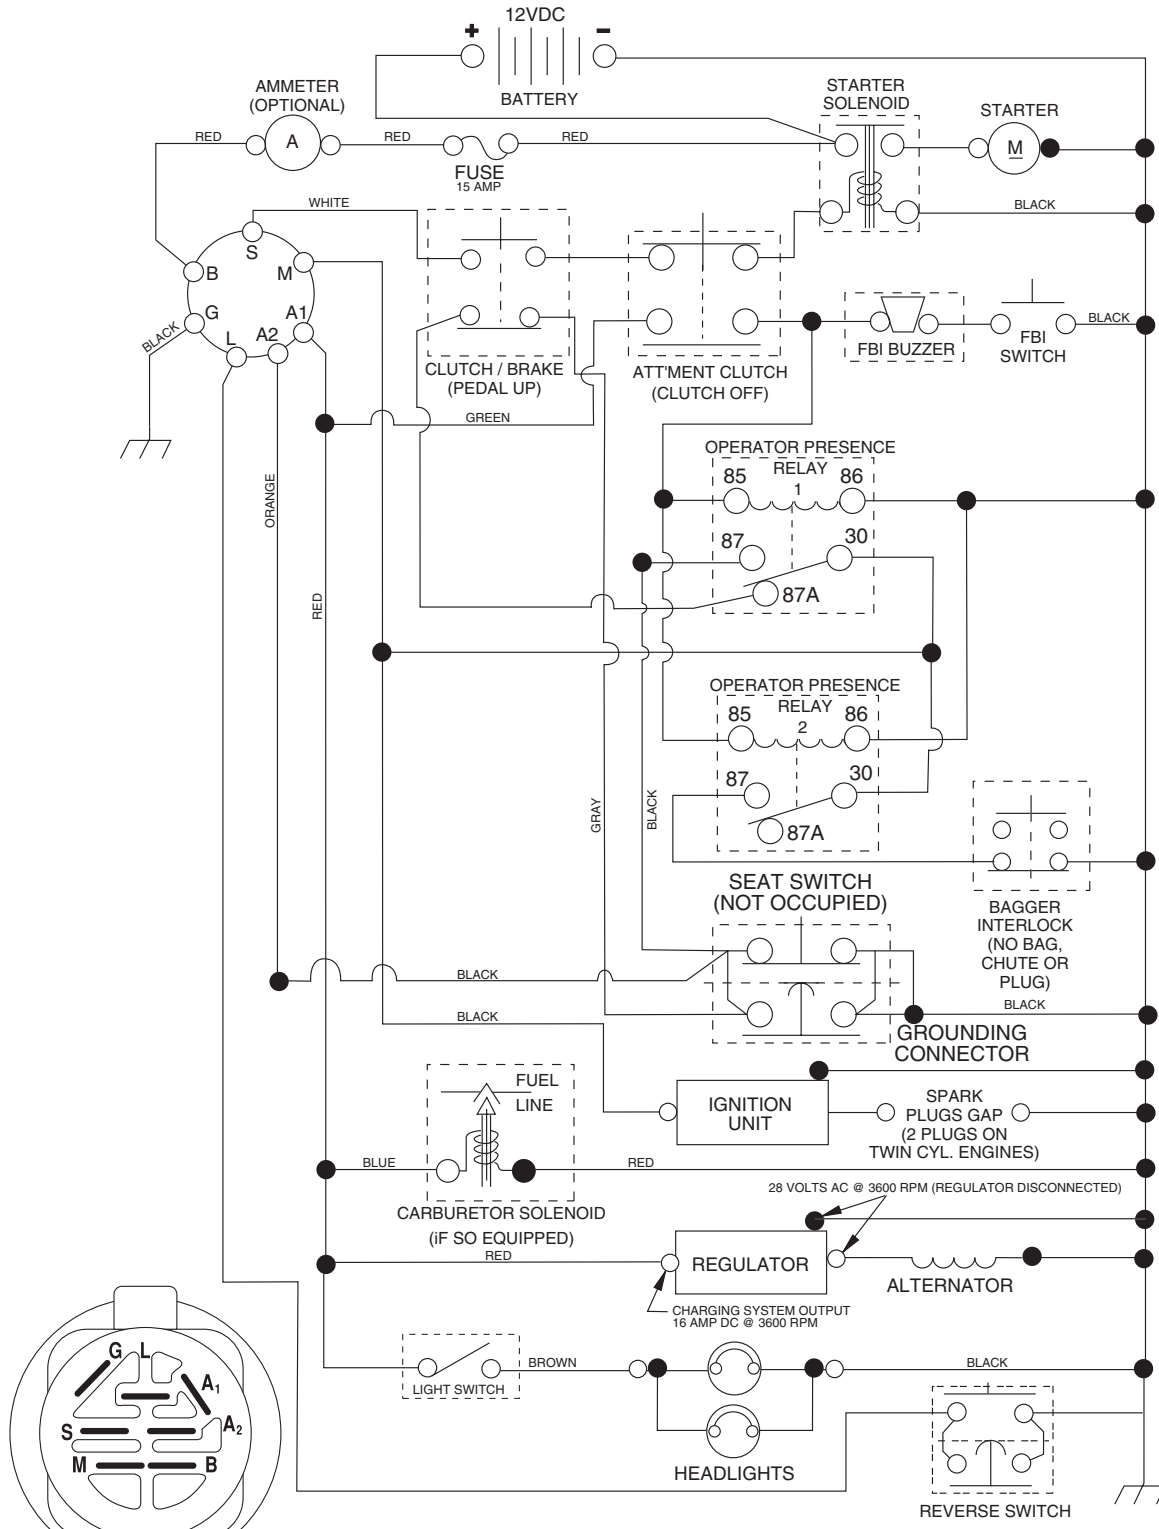 12VDC
+
–
BATTERY
AMMETER
(OPTIONAL)
STARTER
SOLENOID
STARTER
RED
A
RED
RED
M
FUSE
15 AMP
WHITE
BLACK
S
B
M
G
A1
L
A2
BLACK
FBI BUZZER
FBI
SWITCH
BLACK
CLUTCH / BRAKE
(PEDAL UP)
ATT'MENT CLUTCH
(CLUTCH OFF)
GREEN
OPERATOR PRESENCE
RELAY
1
85
86
87
30
87A
ORANGE
RED
OPERATOR PRESENCE
RELAY
2
85
86
87
30
87A
GRAY
BLACK
SEAT SWITCH
(NOT OCCUPIED)
BAGGER
INTERLOCK
(NO BAG,
CHUTE OR
PLUG)
BLACK
BLACK
BLACK
GROUNDING
CONNECTOR
FUEL
LINE
IGNITION
UNIT
SPARK
PLUGS GAP
(2 PLUGS ON
TWIN CYL. ENGINES)
BLUE
RED
28 VOLTS AC @ 3600 RPM (REGULATOR DISCONNECTED)
CARBURETOR SOLENOID
(iF SO EQUIPPED)
RED
REGULATOR
ALTERNATOR
CHARGING SYSTEM OUTPUT
16 AMP DC @ 3600 RPM
G
L
A1
A2
S
M
B
BROWN
LIGHT SWITCH
BLACK
HEADLIGHTS
REVERSE SWITCH